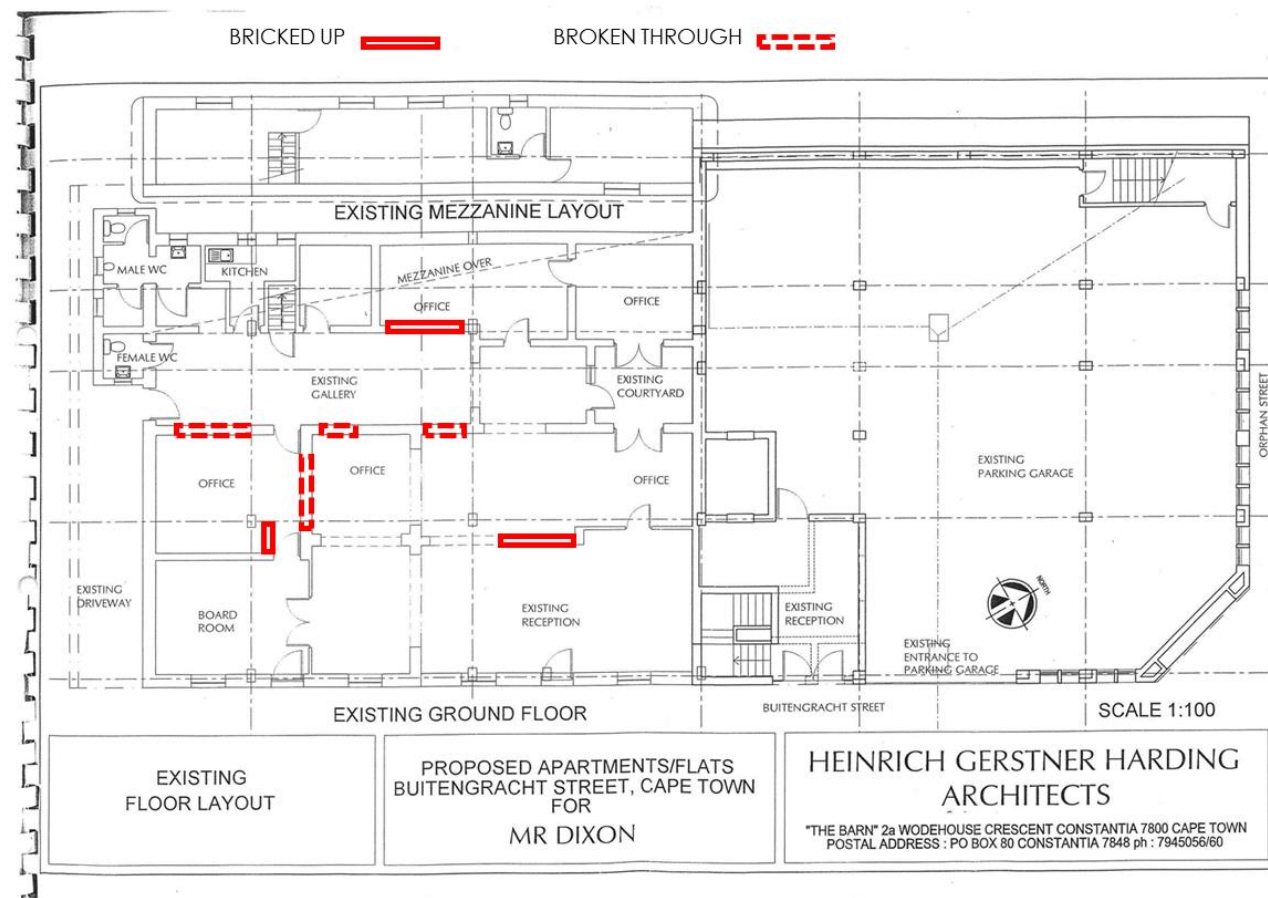 BRICKED UP
BROKEN THROUGH
EXISTING MEZZANINE LAYOUT
MALE WC
KITCHEN
MEZZANINE OVER
OFFICE
OFFICE
FEMALE WC
EXISTING
GALLERY
EXISTING
COURTYARD
ORPHAN STREET
OFFICE
OFFICE
OFFICE
EXISTING
PARKING GARAGE
EXISTING
DRIVEWAY
BOARD
ROOM
EXISTING
RECEPTION
EXISTING
RECEPTION
NORTH
EXISTING
ENTRANCE TO
PARKING GARAGE
EXISTING GROUND FLOOR
BUITENGRACHT STREET
SCALE 1:100
EXISTING
FLOOR LAYOUT
PROPOSED APARTMENTS/FLATS
BUITENGRACHT STREET, CAPE TOWN
FOR
MR DIXON
HEINRICH GERSTNER HARDING
ARCHITECTS
"THE BARN" 2a WODEHOUSE CRESCENT CONSTANTIA 7800 CAPE TOWN
POSTAL ADDRESS : PO BOX 80 CONSTANTIA 7848 ph : 7945056/60